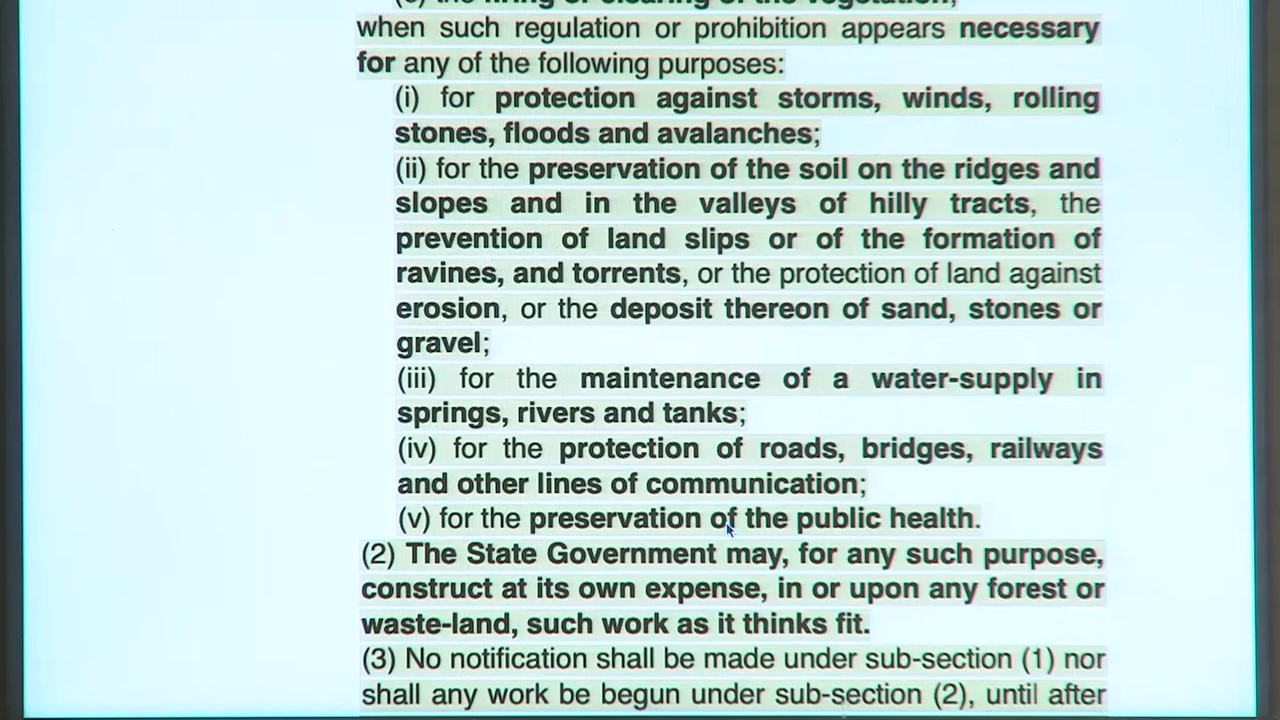 the firing or clearing of the vegetation,
when such regulation or prohibition appears necessary
for any of the following purposes:
(i) for protection against storms, winds, rolling
stones, floods and avalanches;
(ii) for the preservation of the soil on the ridges and
slopes and in the valleys of hilly tracts, the
prevention of land slips or of the formation of
ravines, and torrents, or the protection of land against
erosion, or the deposit thereon of sand, stones or
gravel;
(iii) for the maintenance of a water-supply in
springs, rivers and tanks;
(iv) for the protection of roads, bridges, railways
and other lines of communication;
(v) for the preservation of the public health.
(2) The State Government may, for any such purpose,
construct at its own expense, in or upon any forest or
waste-land, such work as it thinks fit.
(3) No notification shall be made under sub-section (1) nor
shall any work be begun under sub-section (2), until after